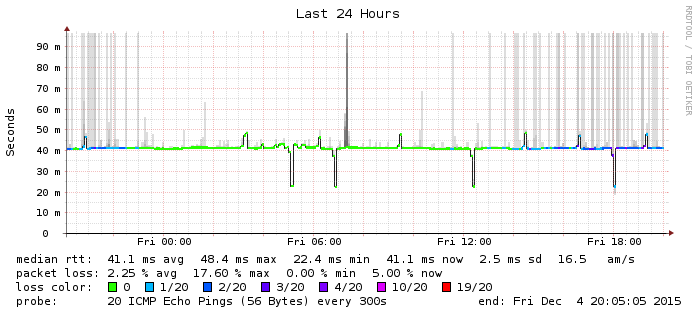 Last 24 Hours
RRDTOOL / TOBI OETIKER
Seconds
90 m
80 m
70 m
60 m
50 m
40 m
30 m
20 m
10 m
0
Fri 00:00 Fri 06:00 Fri 12:00 Fri 18:00
median rtt: 41.1 ms avg 48.4 ms max 22.4 ms min 41.1 ms now 2.5 ms sd 16.5 am/s
packet loss: 2.25 % avg 17.60 % max 0.00 % min 5.00 % now
loss color: 0 1/20 2/20 3/20 4/20 10/20 19/20
probe: 20 ICMP Echo Pings (56 Bytes) every 300s end: Fri Dec 4 20:05:05 2015